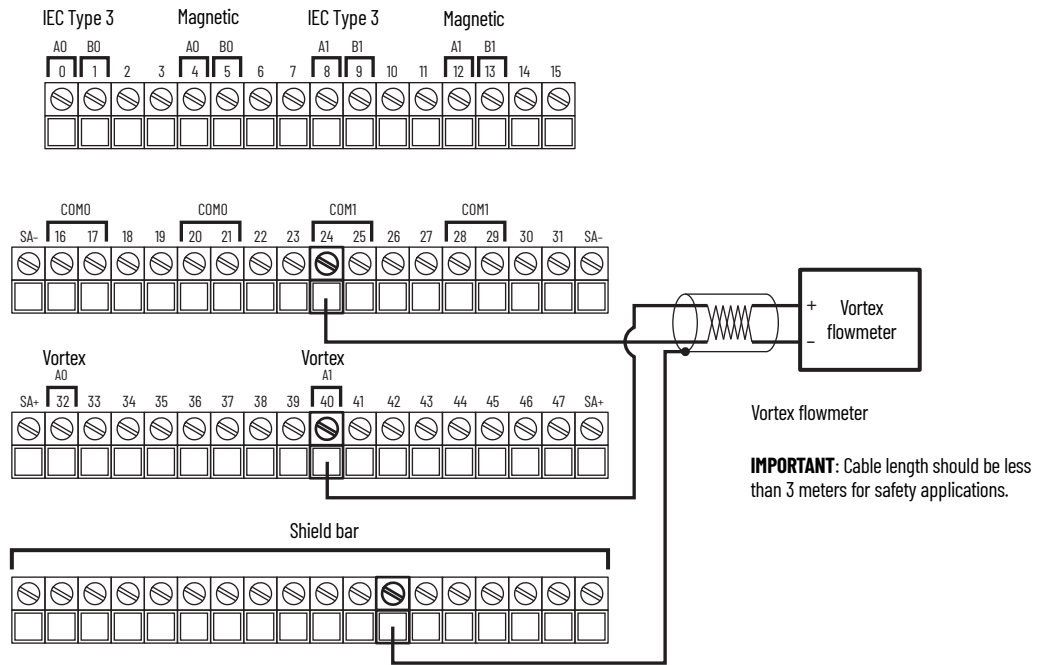 IEC Type 3 Magnetic IEC Type 3 Magnetic
A0 B0 A0 B0 A1 B1 A1 B1
0 1 2 3 4 5 6 7 8 9 10 11 12 13 14 15
COM0 COM0 COM1 COM1
SA- 16 17 18 19 20 21 22 23 24 25 26 27 28 29 30 31 SA-
+ Vortex
flowmeter
–
Vortex Vortex
A0 A1
SA+ 32 33 34 35 36 37 38 39 40 41 42 43 44 45 46 47 SA+
Vortex flowmeter
IMPORTANT: Cable length should be less
than 3 meters for safety applications.
Shield bar